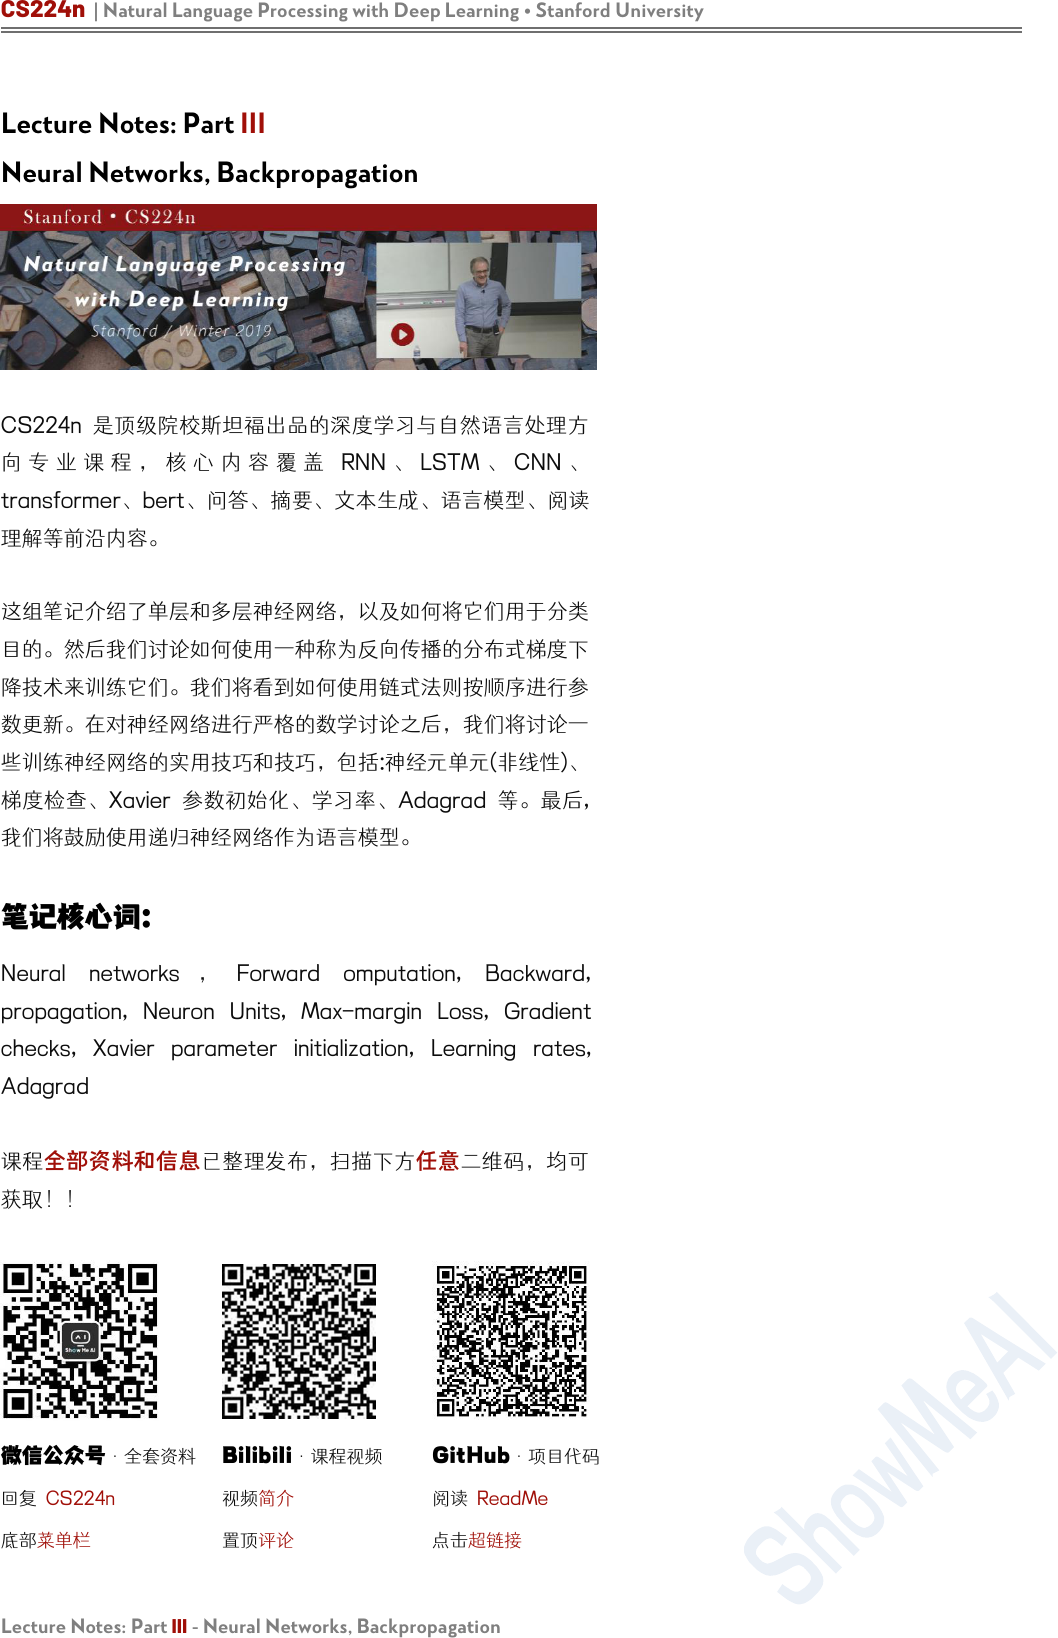 CS224n | Natural Language Processing with Deep Learning • Stanford University
Lecture Notes: Part III
Neural Networks, Backpropagation
Stanford • CS224n
Natural Language Processing
with Deep Learning
Stanford / Winter 2019
CS224n 是顶级院校斯坦福出品的深度学习与自然语言处理方
向专业课程，核心内容覆盖 RNN、LSTM、CNN、
transformer、bert、问答、摘要、文本生成、语言模型、阅读
理解等前沿内容。
这组笔记介绍了单层和多层神经网络，以及如何将它们用于分类
目的。然后我们讨论如何使用一种称为反向传播的分布式梯度下
降技术来训练它们。我们将看到如何使用链式法则按顺序进行参
数更新。在对神经网络进行严格的数学讨论之后，我们将讨论一
些训练神经网络的实用技巧和技巧，包括:神经元单元(非线性)、
梯度检查、Xavier 参数初始化、学习率、Adagrad 等。最后，
我们将鼓励使用递归神经网络作为语言模型。
笔记核心词:
Neural networks , Forward omputation, Backward,
propagation, Neuron Units, Max-margin Loss, Gradient
checks, Xavier parameter initialization, Learning rates,
Adagrad
课程全部资料和信息已整理发布，扫描下方任意二维码，均可
获取！！
Show Me AI
微信公众号 · 全套资料
回复 CS224n
底部菜单栏
Bilibili · 课程视频
视频简介
置顶评论
GitHub · 项目代码
阅读 ReadMe
点击超链接
ShowMeAI
Lecture Notes: Part III - Neural Networks, Backpropagation